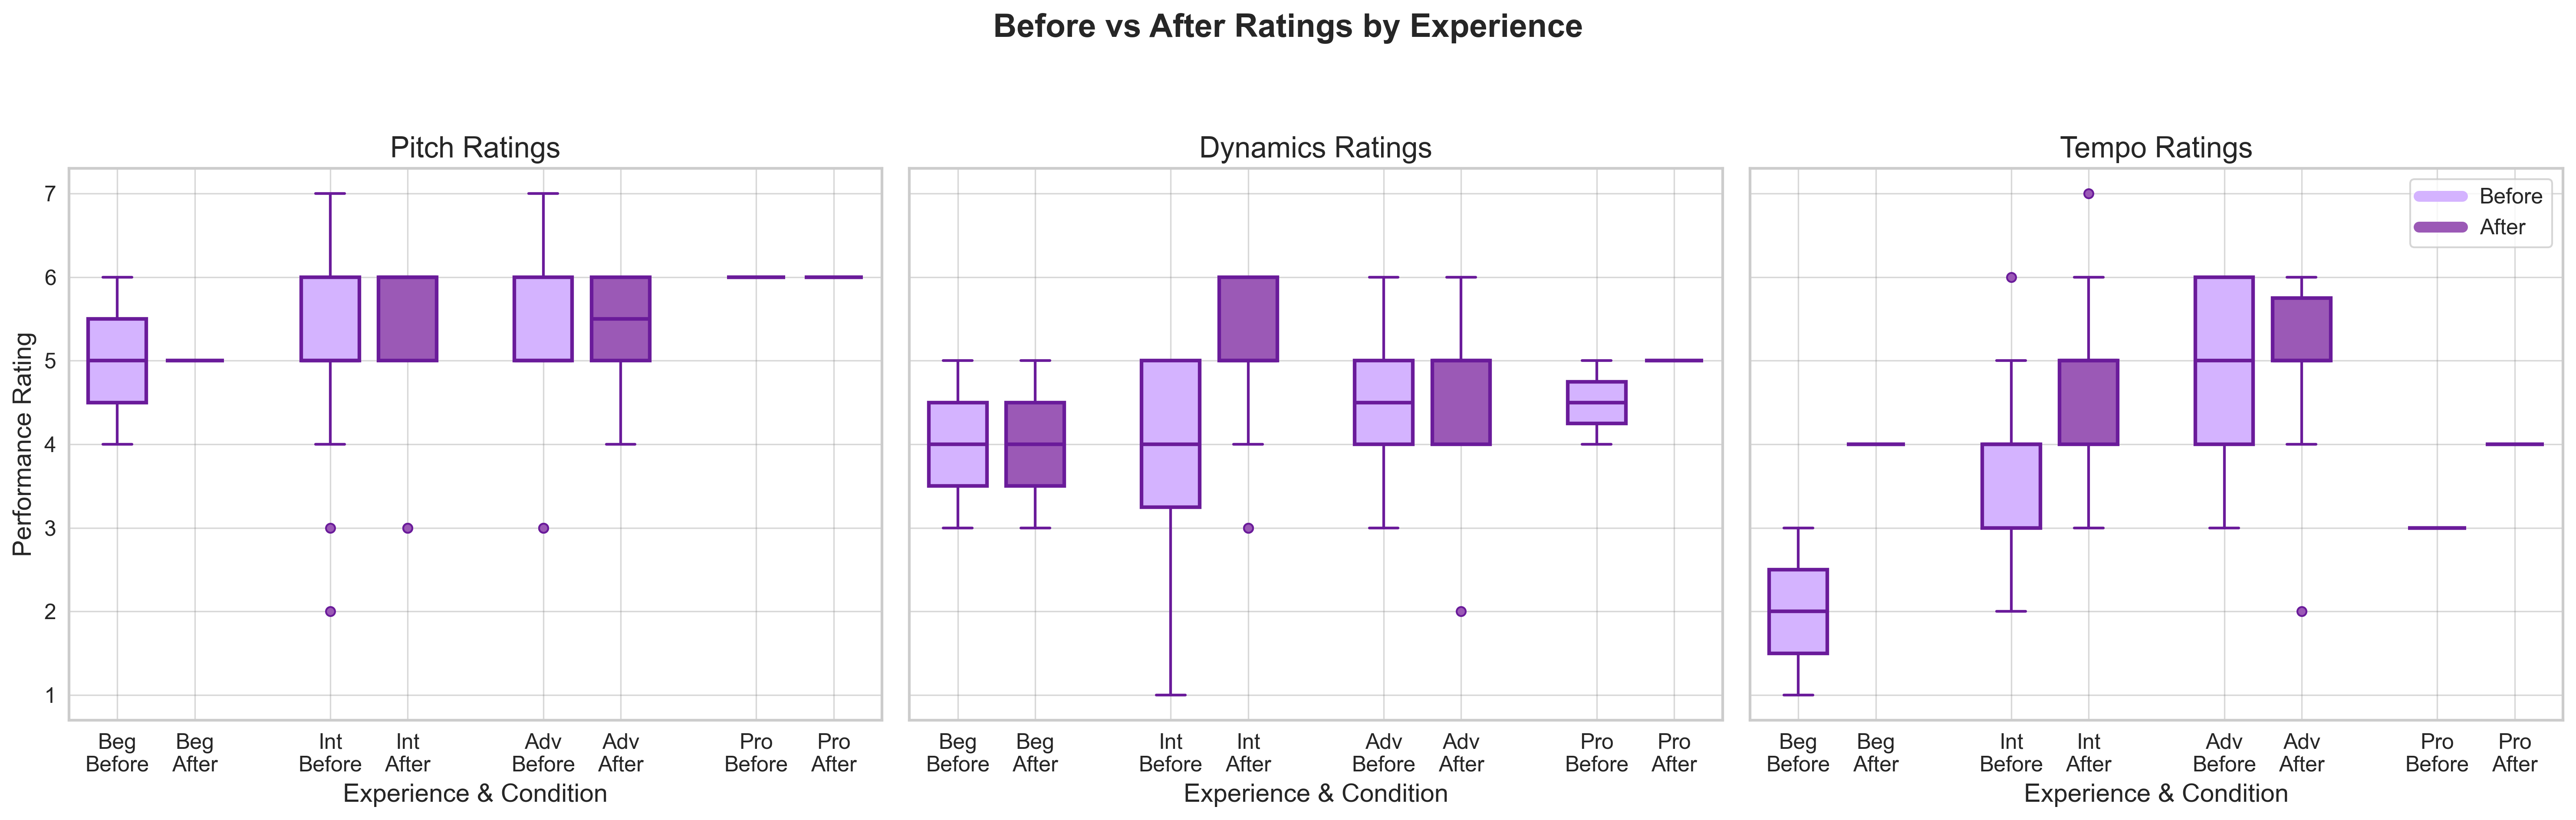 Before vs After Ratings by Experience
Pitch Ratings
Performance Rating
7
6
5
4
3
2
1
Beg Before
Beg After
Int Before
Int After
Adv Before
Adv After
Pro Before
Pro After
Experience & Condition
Dynamics Ratings
Beg Before
Beg After
Int Before
Int After
Adv Before
Adv After
Pro Before
Pro After
Experience & Condition
Tempo Ratings
Before
After
Beg Before
Beg After
Int Before
Int After
Adv Before
Adv After
Pro Before
Pro After
Experience & Condition